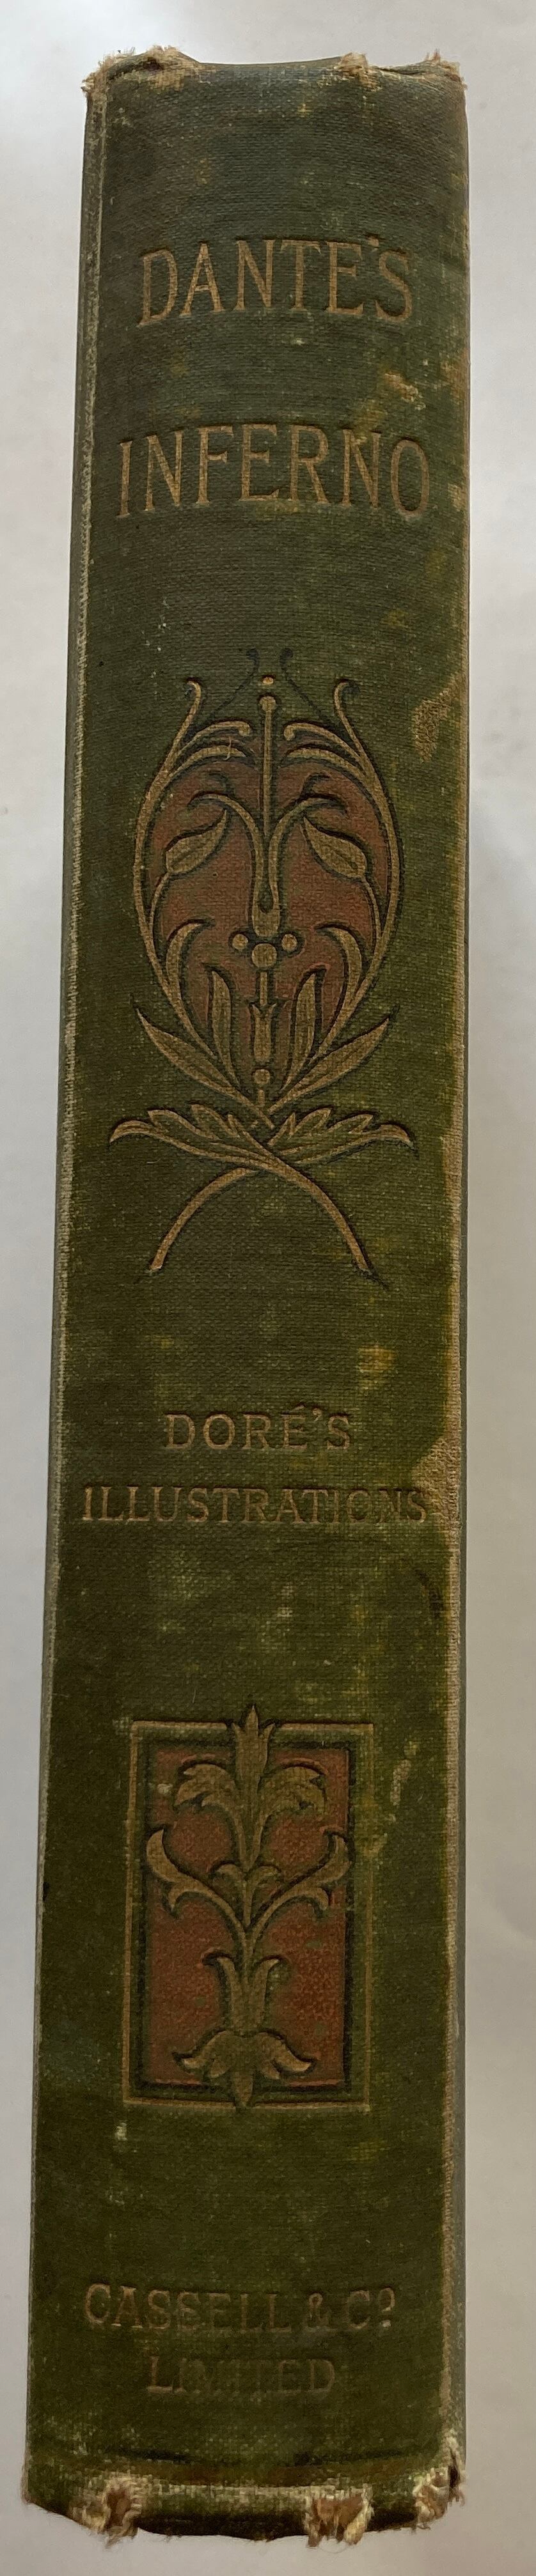 DANTE'S
INFERNO
DORÉ'S
ILLUSTRATIONS
CASSELL & Cº
LIMITED